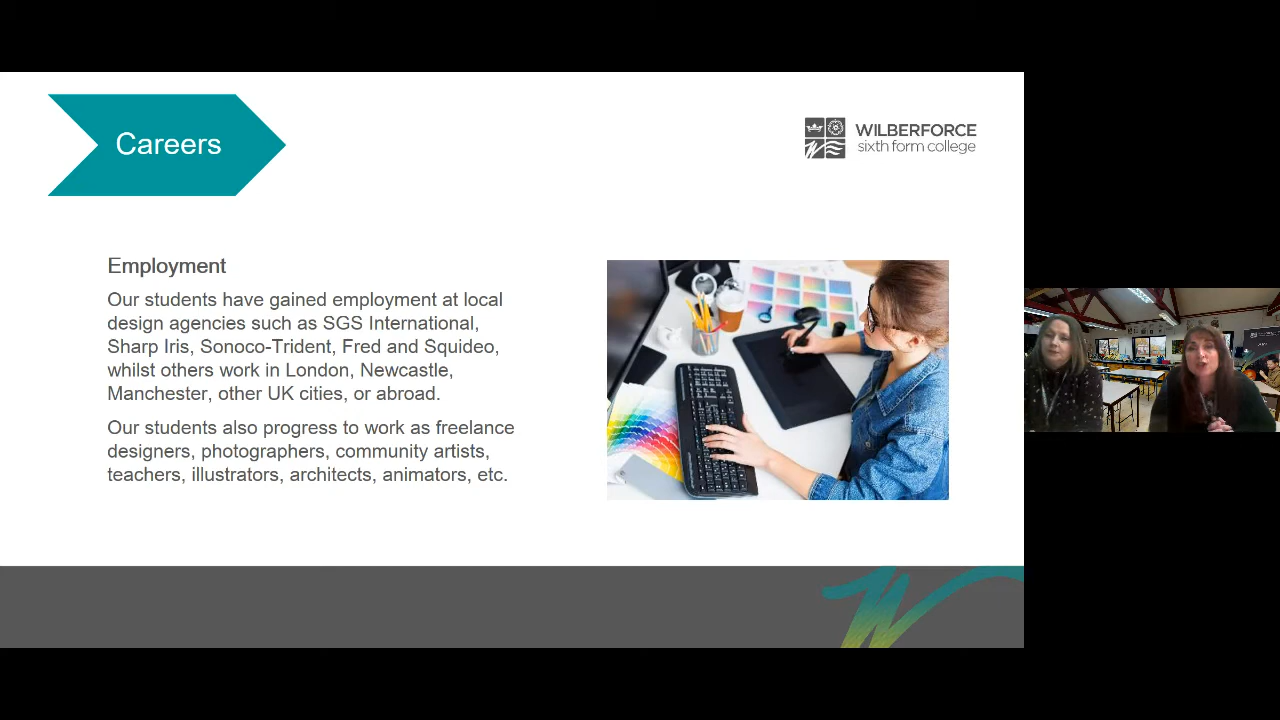 Careers
WILBERFORCE
sixth form college
Employment
Our students have gained employment at local
design agencies such as SGS International,
Sharp Iris, Sonoco-Trident, Fred and Squideo,
whilst others work in London, Newcastle,
Manchester, other UK cities, or abroad.
Our students also progress to work as freelance
designers, photographers, community artists,
teachers, illustrators, architects, animators, etc.